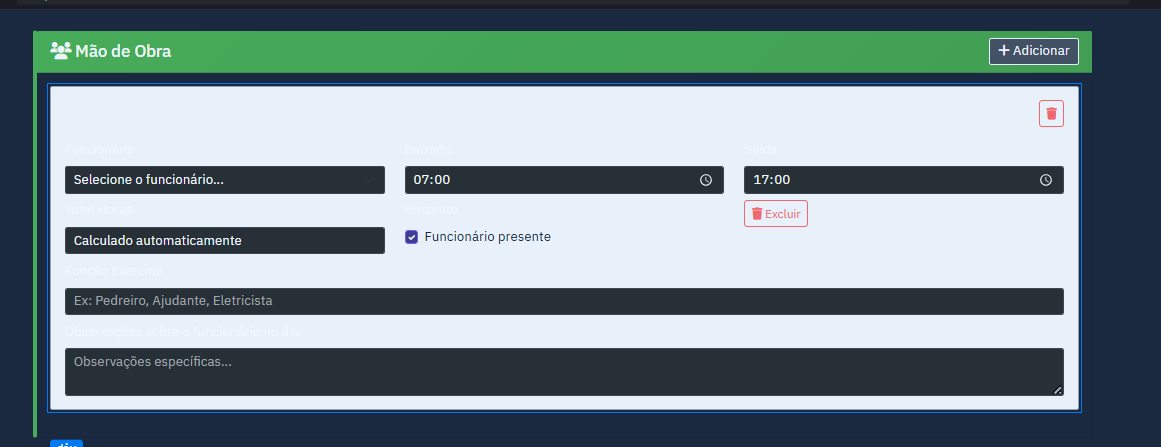 Mão de Obra
Adicionar
Funcionário
Entrada
Saída
Selecione o funcionário...
07:00
17:00
Total Horas
Presente
Excluir
Calculado automaticamente
Funcionário presente
Função Exercida
Ex: Pedreiro, Ajudante, Eletricista
Observações sobre o funcionário no dia
Observações específicas...
div